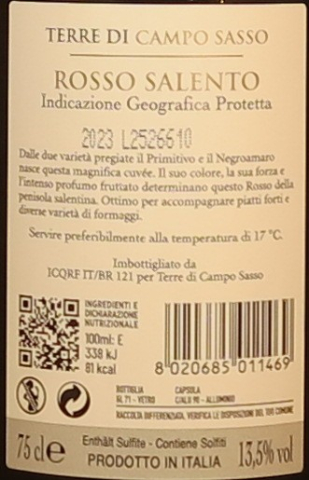 TERRE DI CAMPO SASSO
ROSSO SALENTO
Indicazione Geografica Protetta
2023 L2526610
Dalle due varietà pregiate il Primitivo e il Negroamaro
nasce questa magnifica cuvée. Il suo colore, la sua forza e
l'intenso profumo fruttato determinano questo Rosso della
penisola salentina. Ottimo per accompagnare piatti forti e
diverse varietà di formaggi.
Servire preferibilmente alla temperatura di 17 °C.
Imbottigliato da
ICQRF IT/BR 121 per Terre di Campo Sasso
INGREDIENTI E
DICHIARAZIONE
NUTRIZIONALE
100ml: E
338 kJ
81 kcal
8 020685 011469
BOTTIGLIA
GL 71 - VETRO
CAPSULA
C/ALU 90 - ALLUMINIO
RACCOLTA DIFFERENZIATA. VERIFICA LE DISPOSIZIONI DEL TUO COMUNE
75 cl e
Enthält Sulfite - Contiene Solfiti
PRODOTTO IN ITALIA
13,5% vol